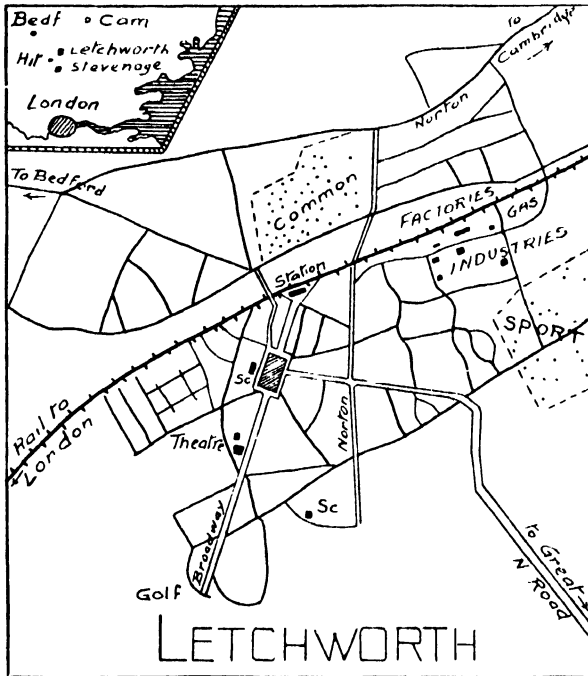 Bedf Cam
Hit Letchworth
Stevenage
London
To
Cambridge
Norton
To Bedford
Common
FACTORIES
GAS
INDUSTRIES
Station
SPORT
Sc
Rail to
London
Theatre
Norton
Sc
Broadway
Golf
to Great
N Road
LETCHWORTH